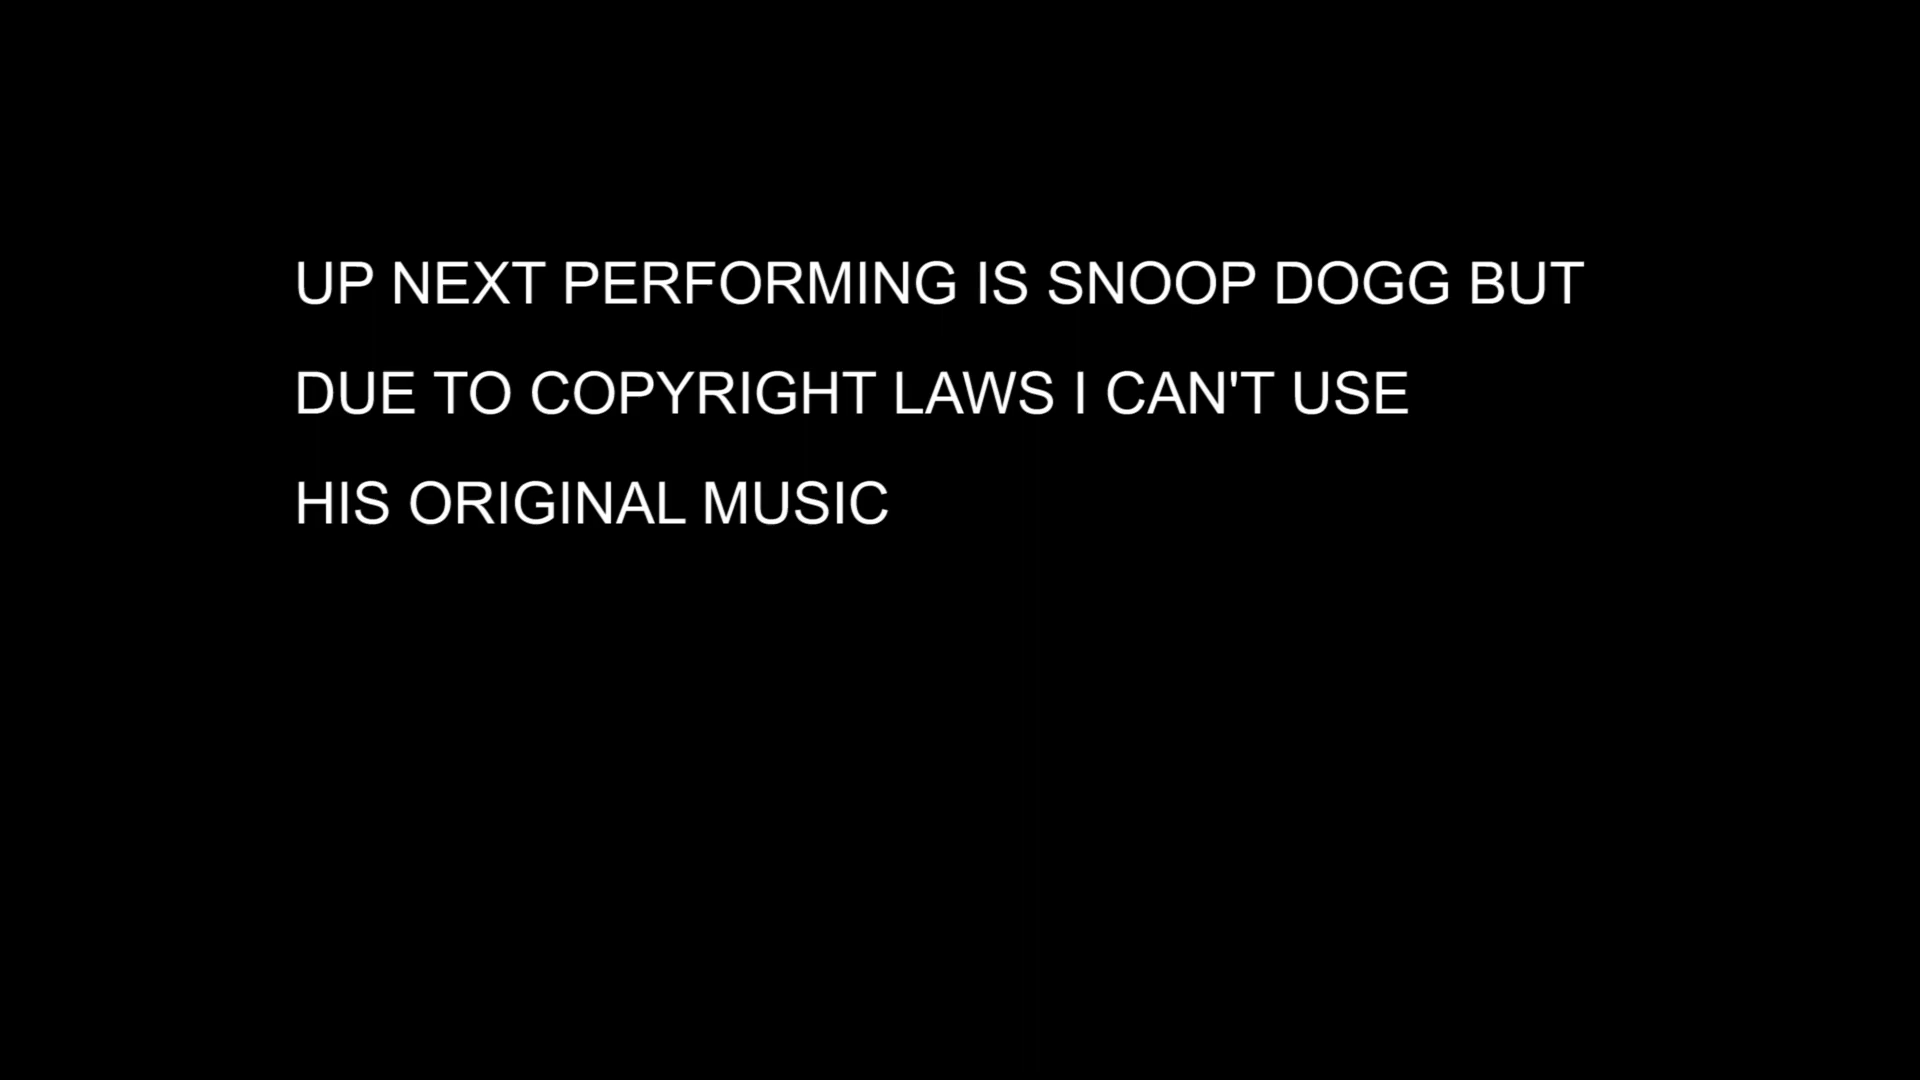 UP NEXT PERFORMING IS SNOOP DOGG BUT
DUE TO COPYRIGHT LAWS I CAN'T USE
HIS ORIGINAL MUSIC